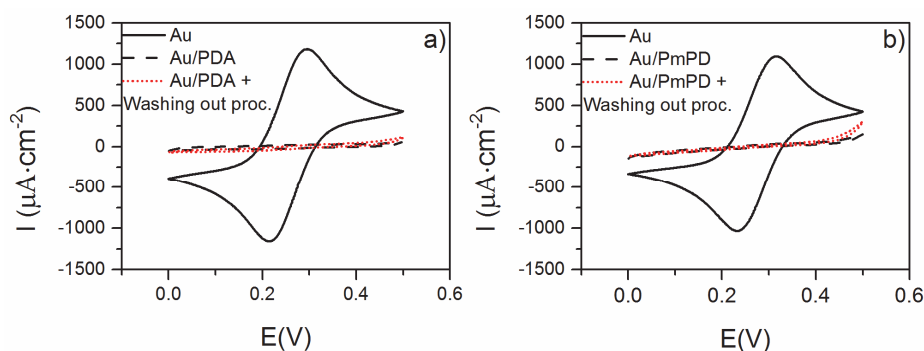 a)
Au
Au/PDA
Au/PDA +
Washing out proc.
I (µA·cm⁻²)
1500
1000
500
0
-500
-1000
-1500
0.0 0.2 0.4 0.6
E(V)
b)
Au
Au/PmPD
Au/PmPD +
Washing out proc.
I (µA·cm⁻²)
1500
1000
500
0
-500
-1000
-1500
0.0 0.2 0.4 0.6
E(V)